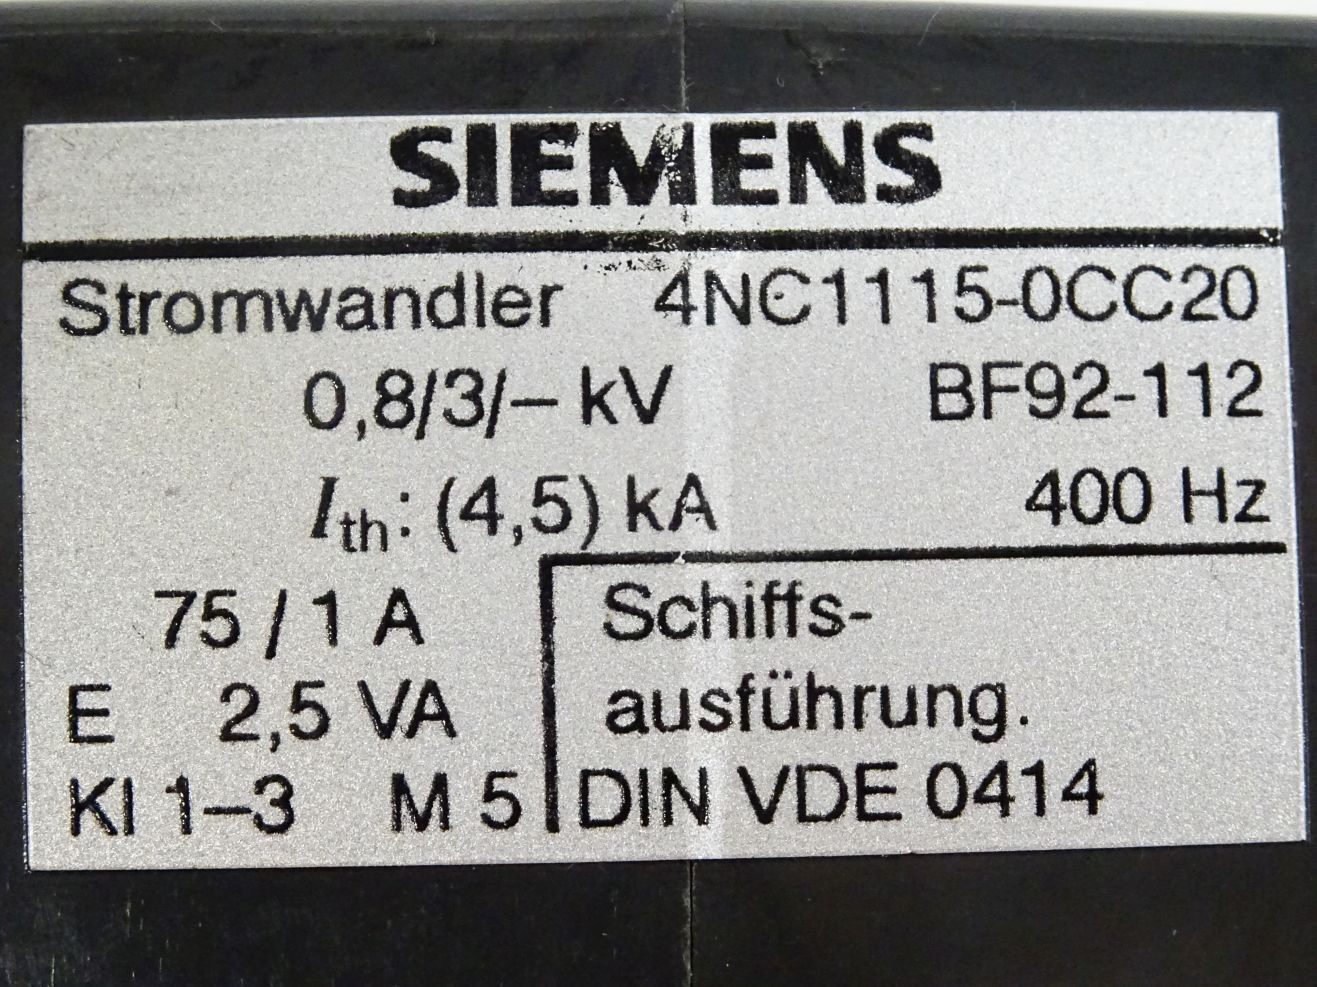 SIEMENS
Stromwandler 4NC1115-0CC20
0,8/3/– kV BF92-112
Ith: (4,5) kA 400 Hz
75 / 1 A
E 2,5 VA
Kl 1–3 M 5
Schiffs-
ausführung.
DIN VDE 0414